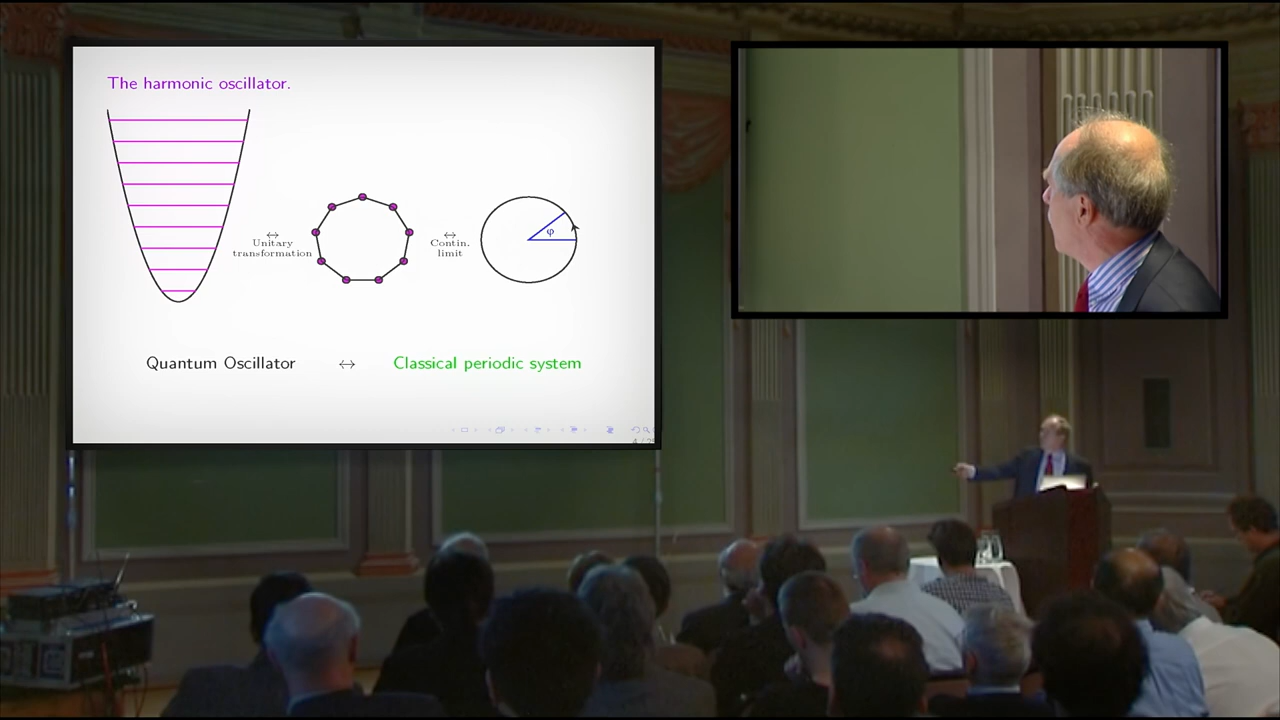 The harmonic oscillator.
↔
Unitary
transformation
↔
Contin.
limit
φ
Quantum Oscillator ↔ Classical periodic system